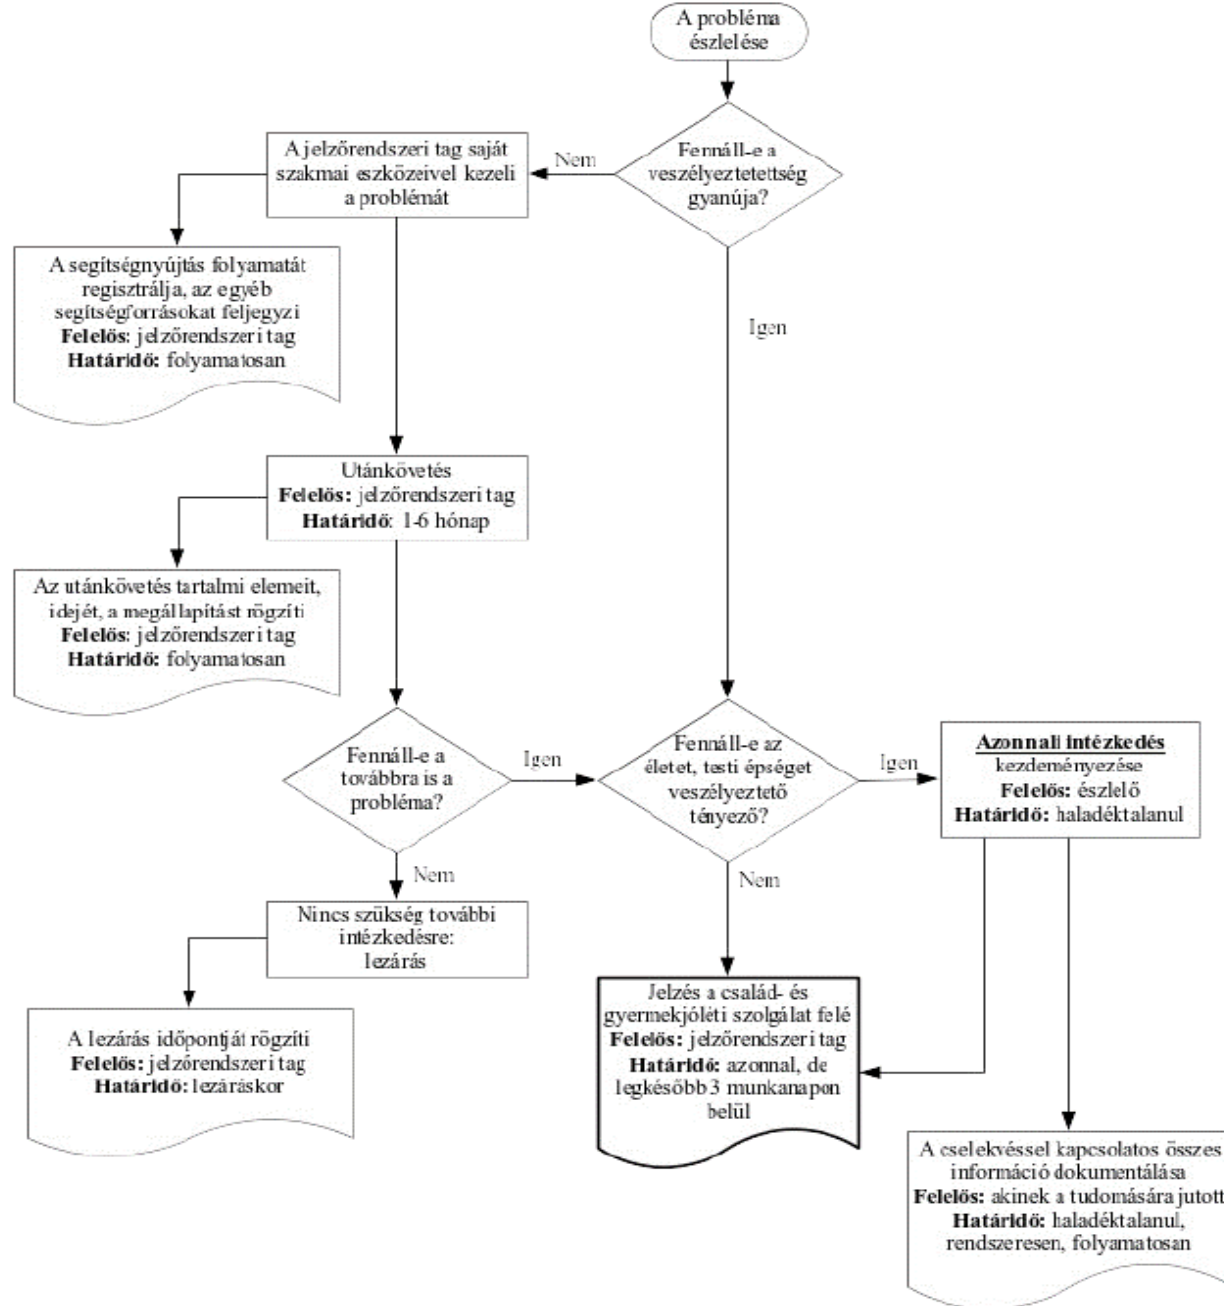 A probléma
észlelése
Fennáll-e a
veszélyeztetettség
gyanúja?
Nem
A jelzőrendszeri tag saját
szakmai eszközeivel kezeli
a problémát
A segítségnyújtás folyamatát
regisztrálja, az egyéb
segítségforrásokat feljegyzi
Felelős: jelzőrendszeri tag
Határidő: folyamatosan
Igen
Utánkövetés
Felelős: jelzőrendszeri tag
Határidő: 1-6 hónap
Az utánkövetés tartalmi elemeit,
idejét, a megállapítást rögzíti
Felelős: jelzőrendszeri tag
Határidő: folyamatosan
Fennáll-e a
továbbra is a
probléma?
Igen
Fennáll-e az
életet, testi épséget
veszélyeztető
tényező?
Igen
Azonnali intézkedés
kezdeményezése
Felelős: észlelő
Határidő: haladéktalanul
Nem
Nem
Nincs szükség további
intézkedésre:
lezárás
A lezárás időpontját rögzíti
Felelős: jelzőrendszeri tag
Határidő: lezáráskor
Jelzés a család- és
gyermekjóléti szolgálat felé
Felelős: jelzőrendszeri tag
Határidő: azonnal, de
legkésőbb 3 munkanapon
belül
A cselekvéssel kapcsolatos összes
információ dokumentálása
Felelős: akinek a tudomására jutott
Határidő: haladéktalanul,
rendszeresen, folyamatosan